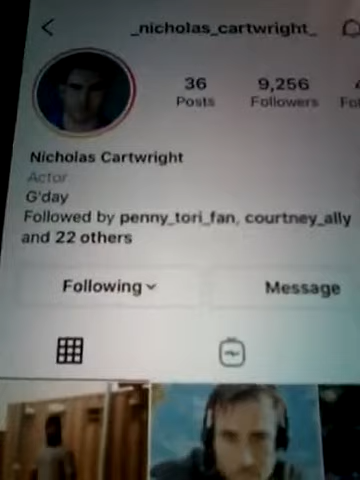 _nicholas_cartwright_
36
9,256
Posts
Followers
Nicholas Cartwright
Actor
G'day
Followed by penny_tori_fan, courtney_ally
and 22 others
Following
Message